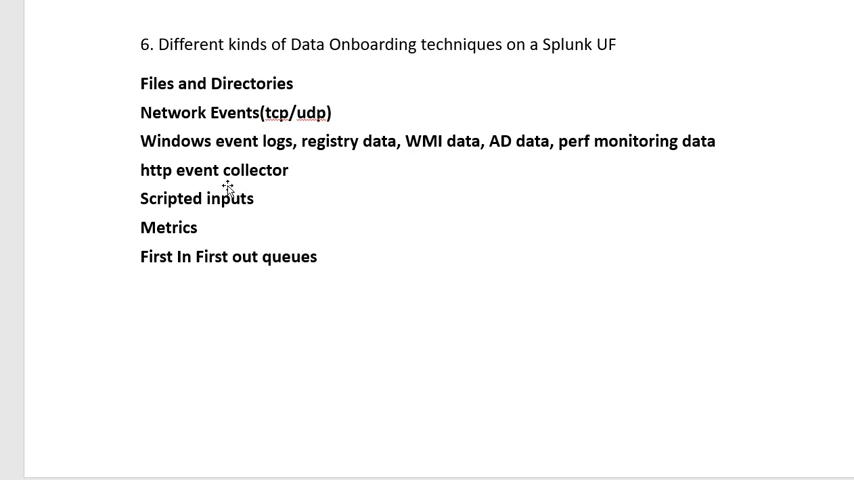 6. Different kinds of Data Onboarding techniques on a Splunk UF
Files and Directories
Network Events(tcp/udp)
Windows event logs, registry data, WMI data, AD data, perf monitoring data
http event collector
Scripted inputs
Metrics
First In First out queues